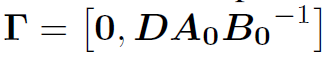 Γ = [0, DA₀B₀⁻¹]